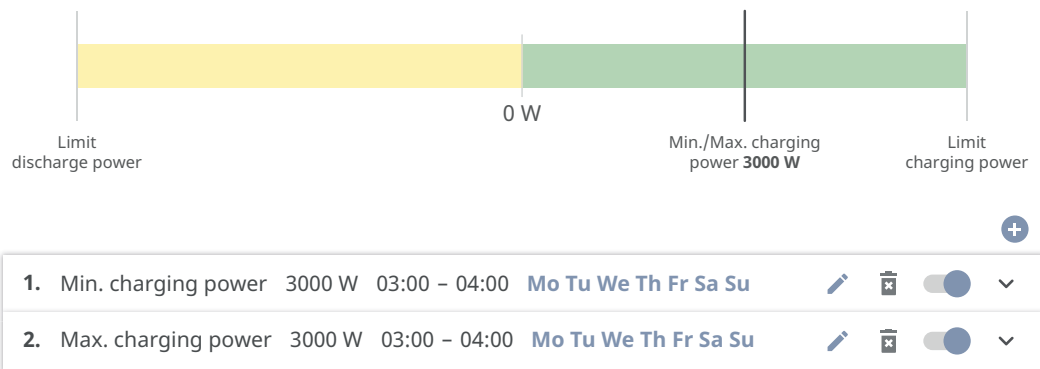 0 W
Limit
discharge power
Min./Max. charging
power 3000 W
Limit
charging power
1. Min. charging power 3000 W 03:00 – 04:00 Mo Tu We Th Fr Sa Su
2. Max. charging power 3000 W 03:00 – 04:00 Mo Tu We Th Fr Sa Su